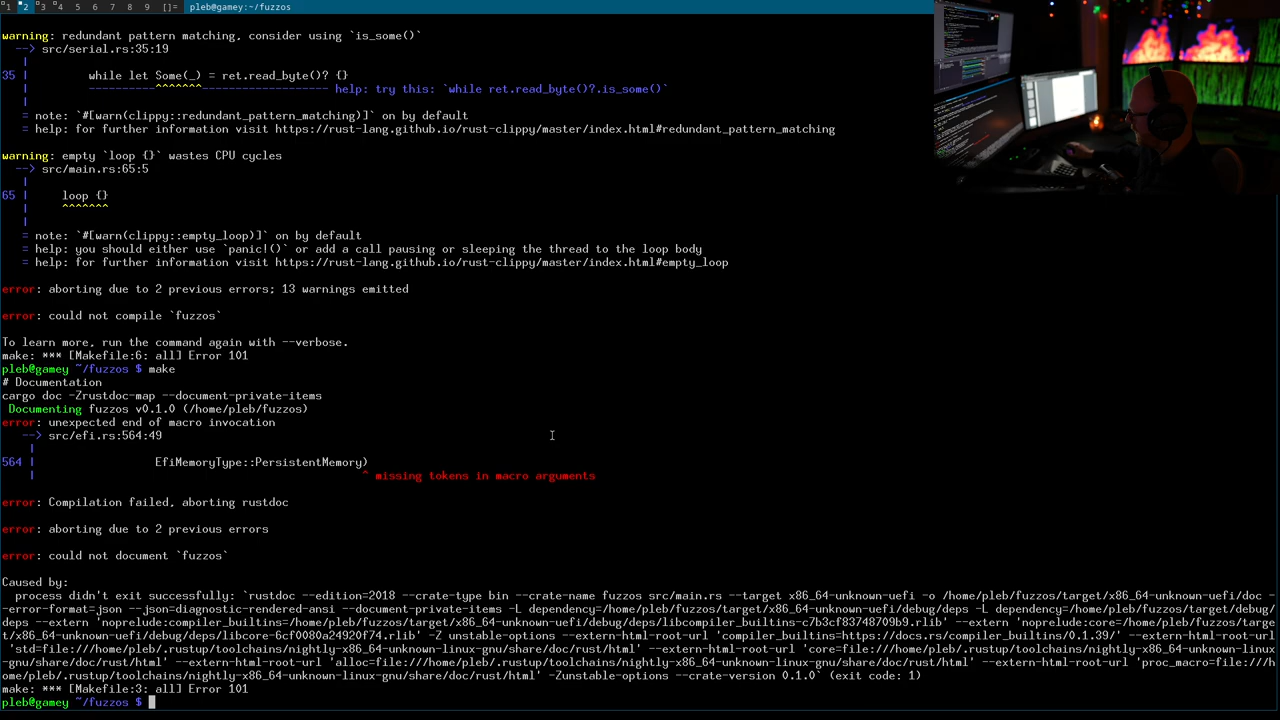 1 2 3 4 5 6 7 8 9 []= pleb@gamey:~/fuzzos
warning: redundant pattern matching, consider using `is_some()`
--> src/serial.rs:35:19
|
35 | while let Some(_) = ret.read_byte()? {}
| ----------^^^^^^^------------------- help: try this: `while ret.read_byte()?.is_some()`
|
= note: `#[warn(clippy::redundant_pattern_matching)]` on by default
= help: for further information visit https://rust-lang.github.io/rust-clippy/master/index.html#redundant_pattern_matching
warning: empty `loop {}` wastes CPU cycles
--> src/main.rs:65:5
|
65 | loop {}
| ^^^^^^^
|
= note: `#[warn(clippy::empty_loop)]` on by default
= help: you should either use `panic!()` or add a call pausing or sleeping the thread to the loop body
= help: for further information visit https://rust-lang.github.io/rust-clippy/master/index.html#empty_loop
error: aborting due to 2 previous errors; 13 warnings emitted
error: could not compile `fuzzos`
To learn more, run the command again with --verbose.
make: *** [Makefile:6: all] Error 101
pleb@gamey ~/fuzzos $ make
# Documentation
cargo doc -Zrustdoc-map --document-private-items
Documenting fuzzos v0.1.0 (/home/pleb/fuzzos)
error: unexpected end of macro invocation
--> src/efi.rs:564:49
|
564 | EfiMemoryType::PersistentMemory)
| ^ missing tokens in macro arguments
error: Compilation failed, aborting rustdoc
error: aborting due to 2 previous errors
error: could not document `fuzzos`
Caused by:
process didn't exit successfully: `rustdoc --edition=2018 --crate-type bin --crate-name fuzzos src/main.rs --target x86_64-unknown-uefi -o /home/pleb/fuzzos/target/x86_64-unknown-uefi/doc -
-error-format=json --json=diagnostic-rendered-ansi --document-private-items -L dependency=/home/pleb/fuzzos/target/x86_64-unknown-uefi/debug/deps -L dependency=/home/pleb/fuzzos/target/debug/
deps --extern 'noprelude:compiler_builtins=/home/pleb/fuzzos/target/x86_64-unknown-uefi/debug/deps/libcompiler_builtins-c7b3cf83748709b9.rlib' --extern 'noprelude:core=/home/pleb/fuzzos/targe
t/x86_64-unknown-uefi/debug/deps/libcore-6cf0080a24920f74.rlib' -Z unstable-options --extern-html-root-url 'compiler_builtins=https://docs.rs/compiler_builtins/0.1.39/' --extern-html-root-url
'std=file:///home/pleb/.rustup/toolchains/nightly-x86_64-unknown-linux-gnu/share/doc/rust/html' --extern-html-root-url 'core=file:///home/pleb/.rustup/toolchains/nightly-x86_64-unknown-linux
-gnu/share/doc/rust/html' --extern-html-root-url 'alloc=file:///home/pleb/.rustup/toolchains/nightly-x86_64-unknown-linux-gnu/share/doc/rust/html' --extern-html-root-url 'proc_macro=file:///h
ome/pleb/.rustup/toolchains/nightly-x86_64-unknown-linux-gnu/share/doc/rust/html' -Zunstable-options --crate-version 0.1.0` (exit code: 1)
make: *** [Makefile:3: all] Error 101
pleb@gamey ~/fuzzos $